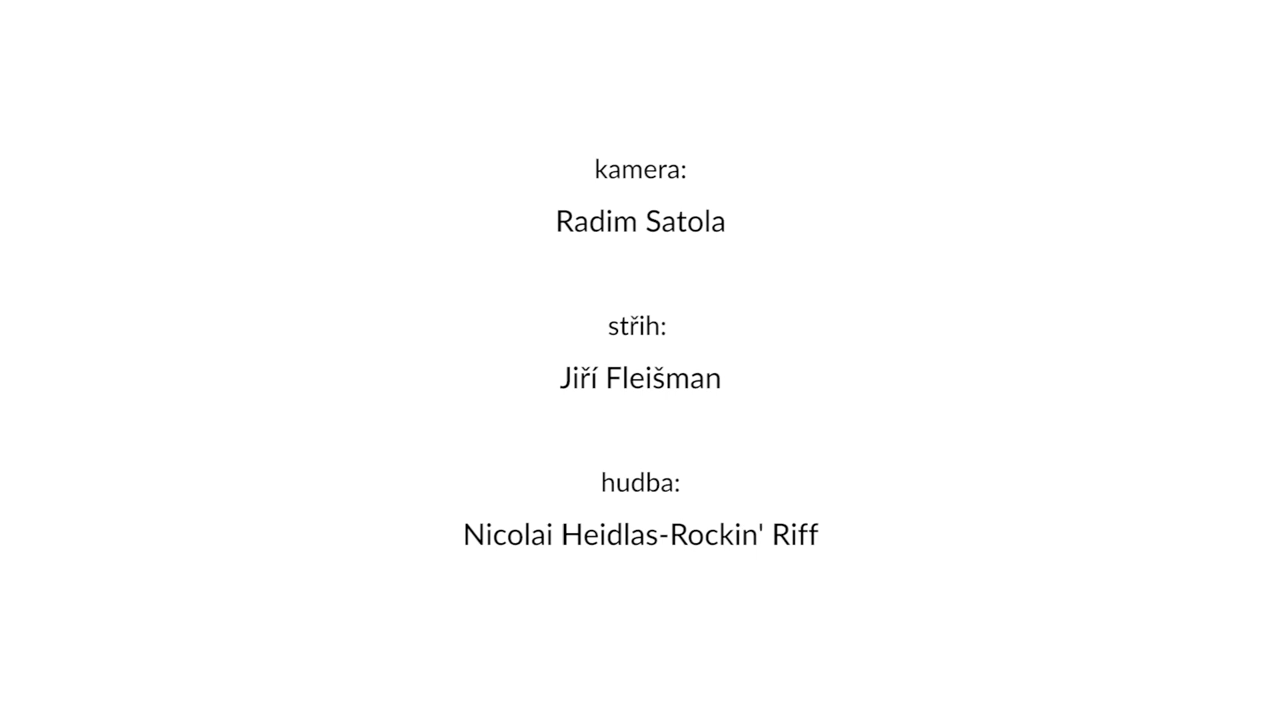 kamera:
Radim Satola
střih:
Jiří Fleišman
hudba:
Nicolai Heidlas-Rockin' Riff